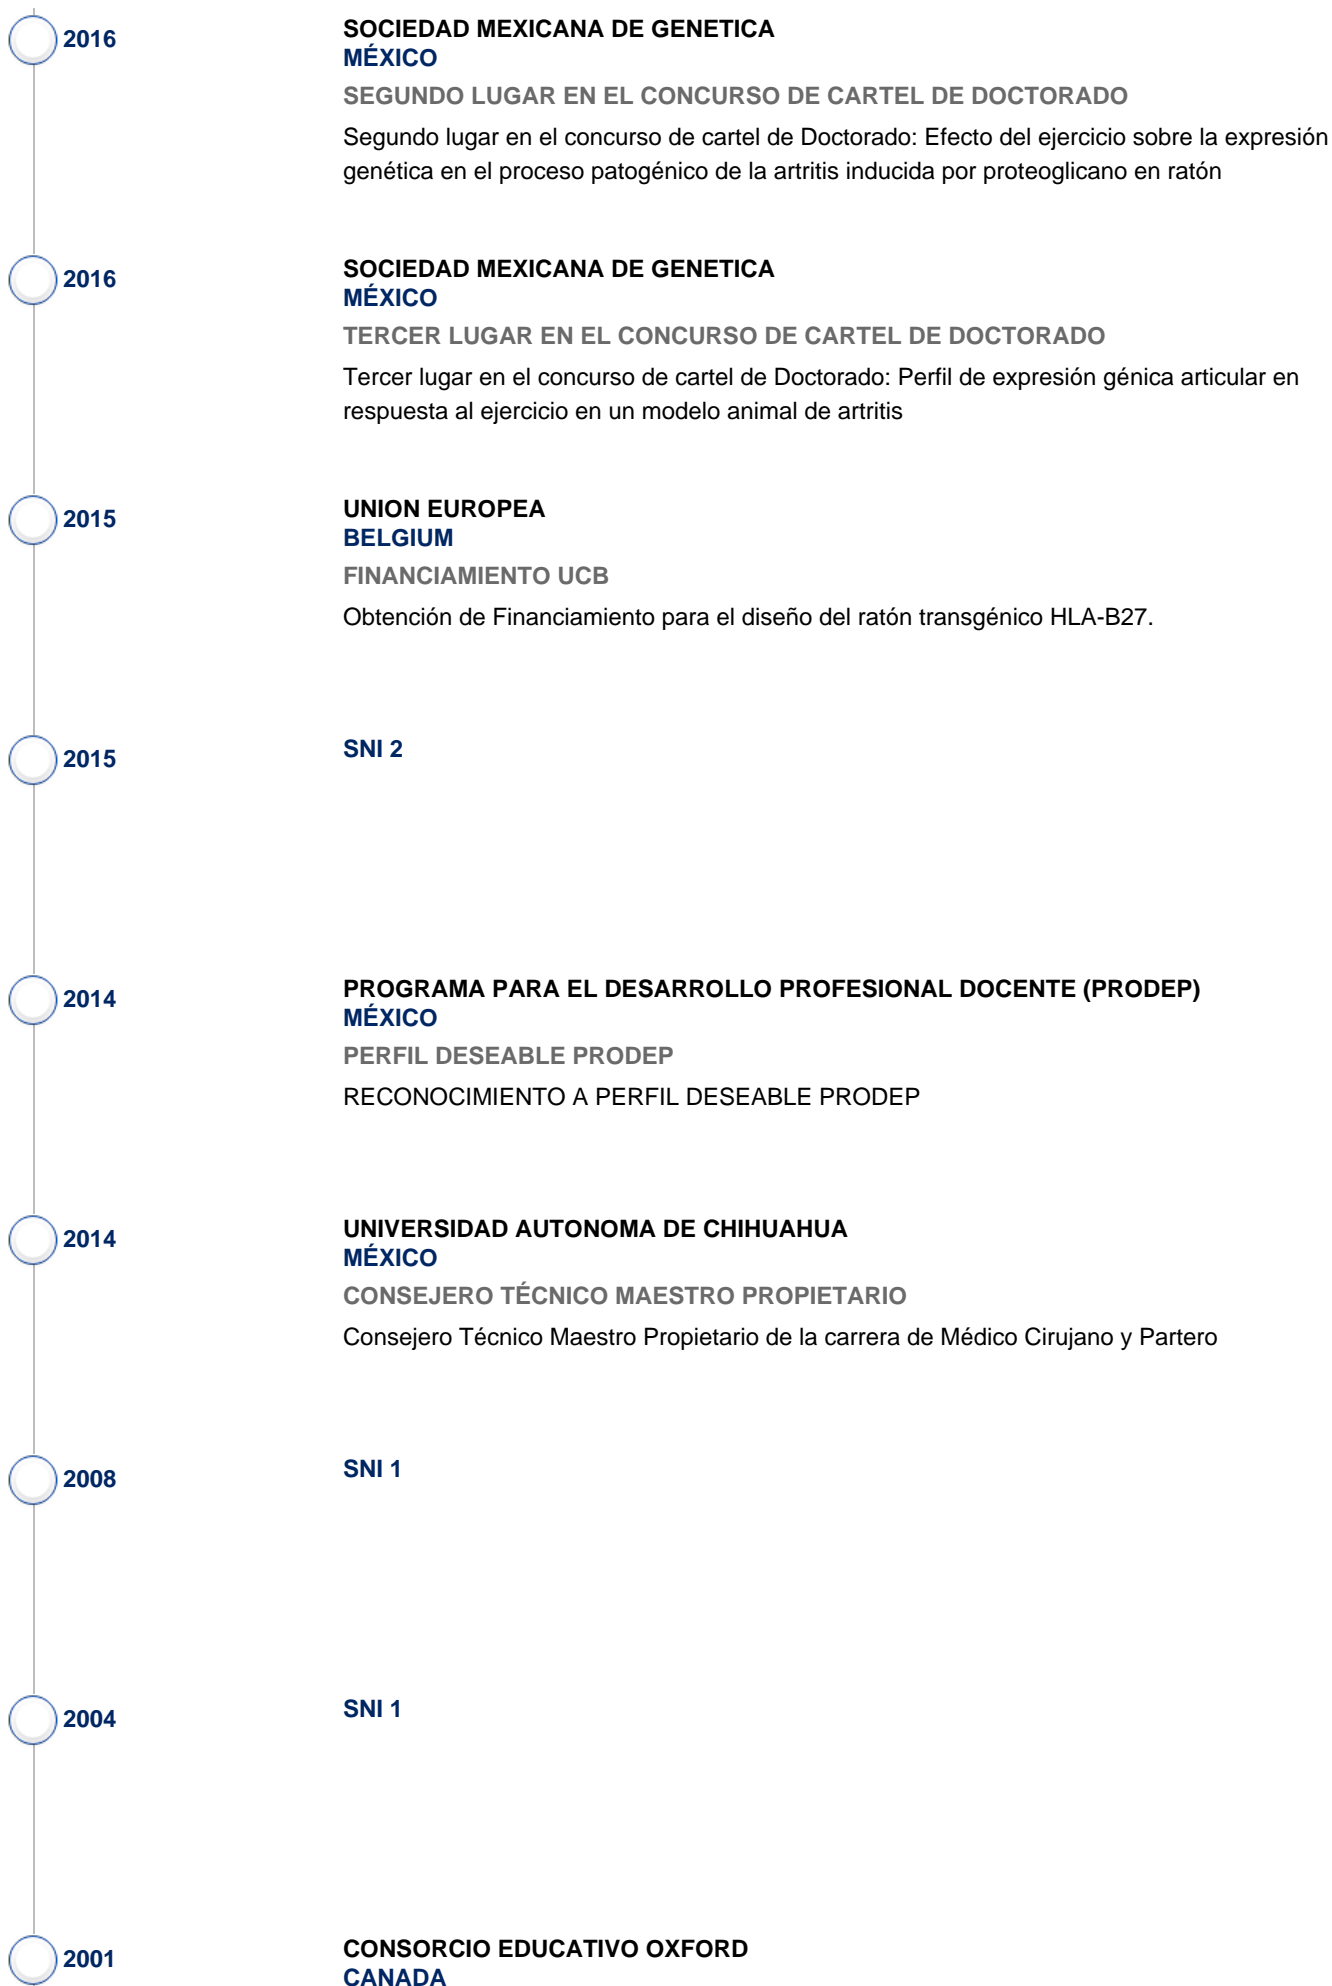 2016
SOCIEDAD MEXICANA DE GENETICA
MÉXICO
SEGUNDO LUGAR EN EL CONCURSO DE CARTEL DE DOCTORADO
Segundo lugar en el concurso de cartel de Doctorado: Efecto del ejercicio sobre la expresión
genética en el proceso patogénico de la artritis inducida por proteoglicano en ratón
2016
SOCIEDAD MEXICANA DE GENETICA
MÉXICO
TERCER LUGAR EN EL CONCURSO DE CARTEL DE DOCTORADO
Tercer lugar en el concurso de cartel de Doctorado: Perfil de expresión génica articular en
respuesta al ejercicio en un modelo animal de artritis
2015
UNION EUROPEA
BELGIUM
FINANCIAMIENTO UCB
Obtención de Financiamiento para el diseño del ratón transgénico HLA-B27.
2015
SNI 2
2014
PROGRAMA PARA EL DESARROLLO PROFESIONAL DOCENTE (PRODEP)
MÉXICO
PERFIL DESEABLE PRODEP
RECONOCIMIENTO A PERFIL DESEABLE PRODEP
2014
UNIVERSIDAD AUTONOMA DE CHIHUAHUA
MÉXICO
CONSEJERO TÉCNICO MAESTRO PROPIETARIO
Consejero Técnico Maestro Propietario de la carrera de Médico Cirujano y Partero
2008
SNI 1
2004
SNI 1
2001
CONSORCIO EDUCATIVO OXFORD
CANADA